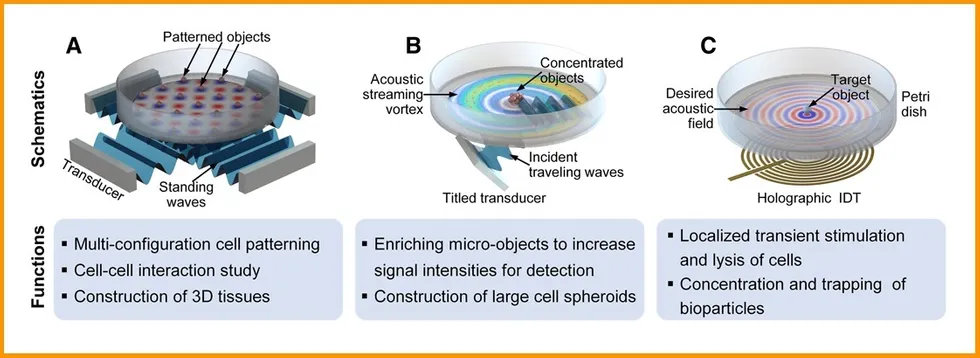 A
Patterned objects
Transducer
Standing
waves
B
Acoustic
streaming
vortex
Concentrated
objects
Incident
traveling waves
Titled transducer
C
Desired
acoustic
field
Target
object
Petri
dish
Holographic IDT
Schematics
Functions
▪ Multi-configuration cell patterning
▪ Cell-cell interaction study
▪ Construction of 3D tissues
▪ Enriching micro-objects to increase
signal intensities for detection
▪ Construction of large cell spheroids
▪ Localized transient stimulation
and lysis of cells
▪ Concentration and trapping of
bioparticles